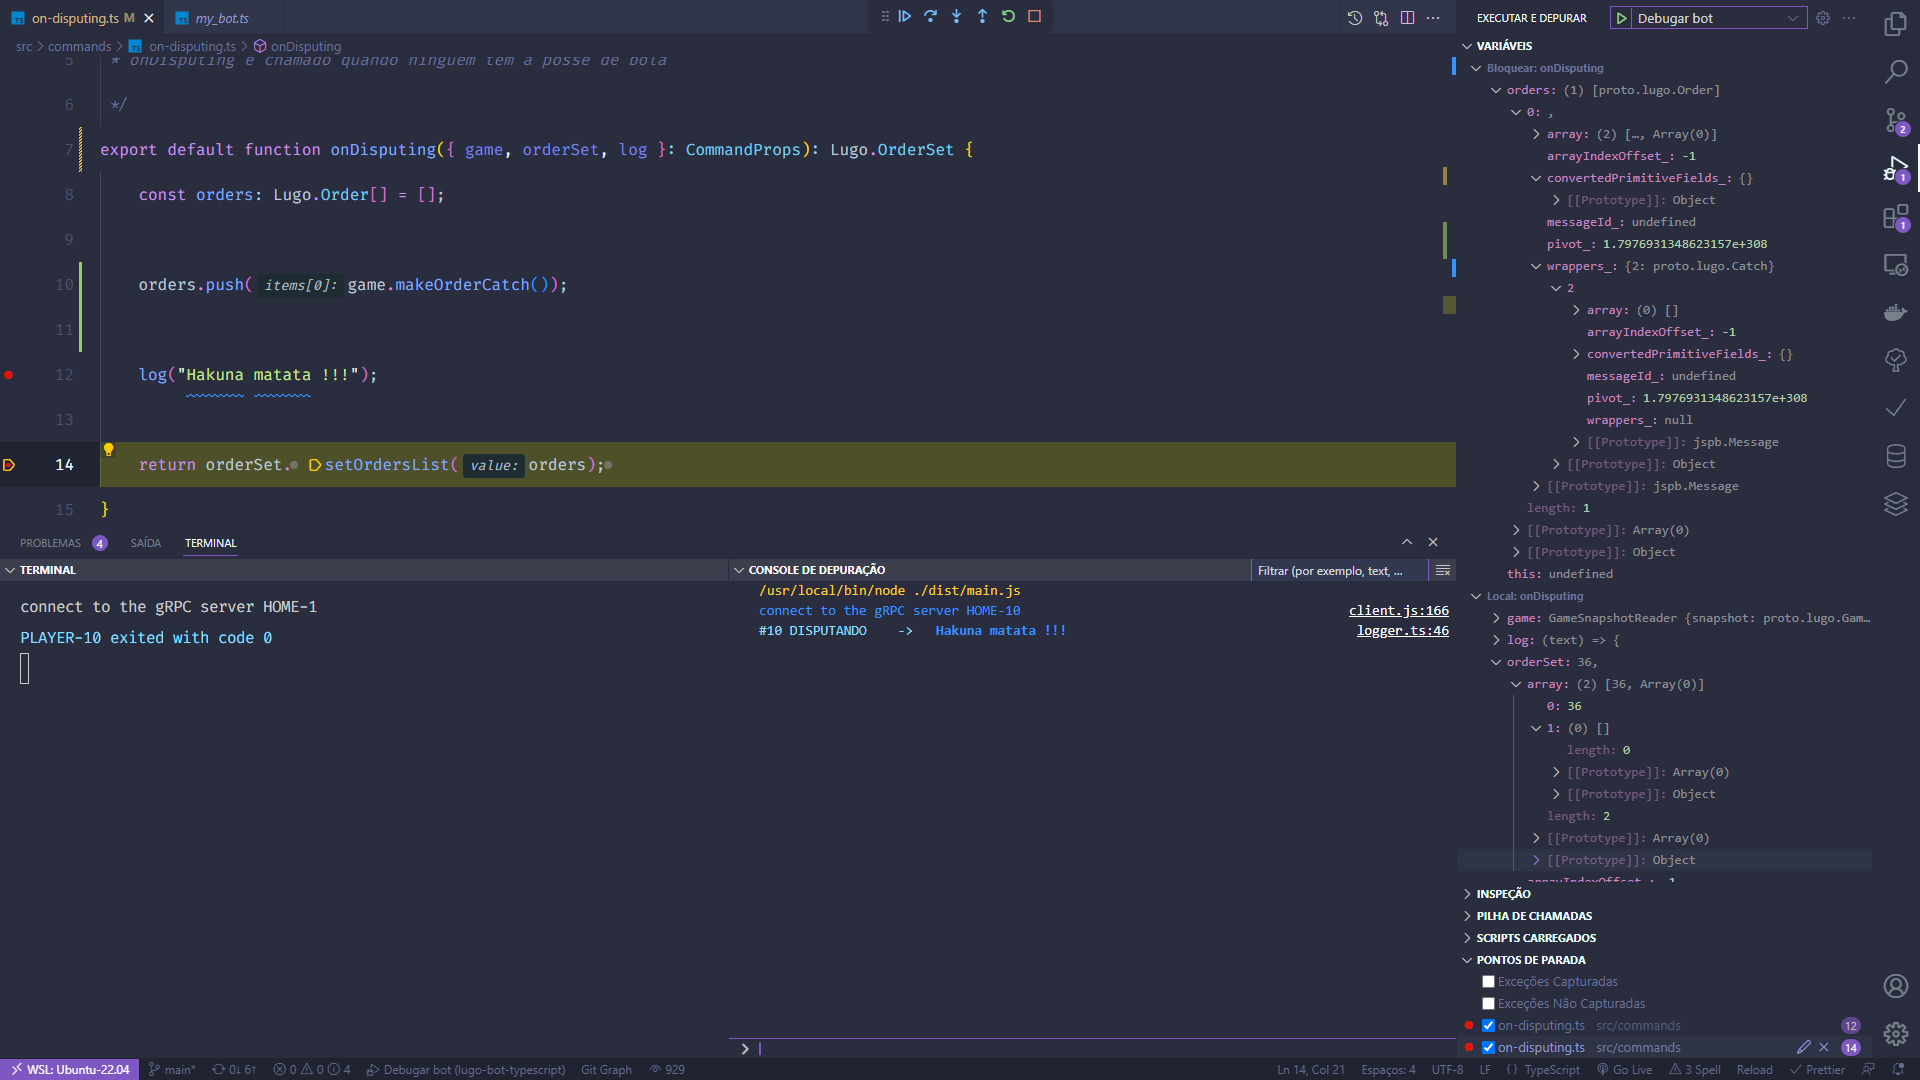 on-disputing.ts M
my_bot.ts
src > commands > on-disputing.ts > onDisputing
5 * onDisputing é chamado quando ninguém tem a posse de bola
6 */
7 export default function onDisputing({ game, orderSet, log }: CommandProps): Lugo.OrderSet {
8 const orders: Lugo.Order[] = [];
9
10 orders.push( items[0]: game.makeOrderCatch());
11
12 log("Hakuna matata !!!");
13
14 return orderSet. setOrdersList( value: orders);
15 }
PROBLEMAS 4 SAÍDA TERMINAL
TERMINAL
connect to the gRPC server HOME-1
PLAYER-10 exited with code 0
CONSOLE DE DEPURAÇÃO
Filtrar (por exemplo, text, ...
/usr/local/bin/node ./dist/main.js
connect to the gRPC server HOME-10 client.js:166
#10 DISPUTANDO -> Hakuna matata !!! logger.ts:46
EXECUTAR E DEPURAR Debugar bot
VARIÁVEIS
Bloquear: onDisputing
orders: (1) [proto.lugo.Order]
0: ,
array: (2) […, Array(0)]
arrayIndexOffset_: -1
convertedPrimitiveFields_: {}
[[Prototype]]: Object
messageId_: undefined
pivot_: 1.7976931348623157e+308
wrappers_: {2: proto.lugo.Catch}
2
array: (0) []
arrayIndexOffset_: -1
convertedPrimitiveFields_: {}
messageId_: undefined
pivot_: 1.7976931348623157e+308
wrappers_: null
[[Prototype]]: jspb.Message
[[Prototype]]: Object
[[Prototype]]: jspb.Message
length: 1
[[Prototype]]: Array(0)
[[Prototype]]: Object
this: undefined
Local: onDisputing
game: GameSnapshotReader {snapshot: proto.lugo.Gam…
log: (text) => {
orderSet: 36,
array: (2) [36, Array(0)]
0: 36
1: (0) []
length: 0
[[Prototype]]: Array(0)
[[Prototype]]: Object
length: 2
[[Prototype]]: Array(0)
[[Prototype]]: Object
arrayIndexOffset_: -1
INSPEÇÃO
PILHA DE CHAMADAS
SCRIPTS CARREGADOS
PONTOS DE PARADA
Exceções Capturadas
Exceções Não Capturadas
on-disputing.ts src/commands 12
on-disputing.ts src/commands 14
2
1
1
WSL: Ubuntu-22.04 main* 0↓ 6↑ 0 0 4 Debugar bot (lugo-bot-typescript) Git Graph 929 Ln 14, Col 21 Espaços: 4 UTF-8 LF {} TypeScript Go Live 3 Spell Reload Prettier